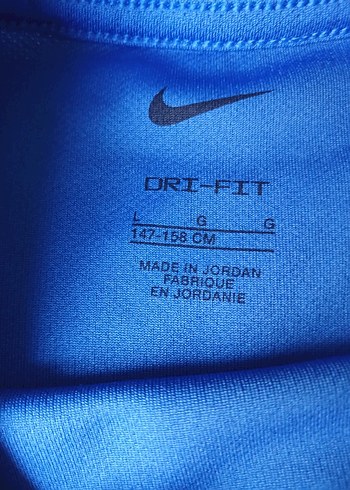 DRI-FIT
L G G
147-158 CM
MADE IN JORDAN
FABRIQUE
EN JORDANIE